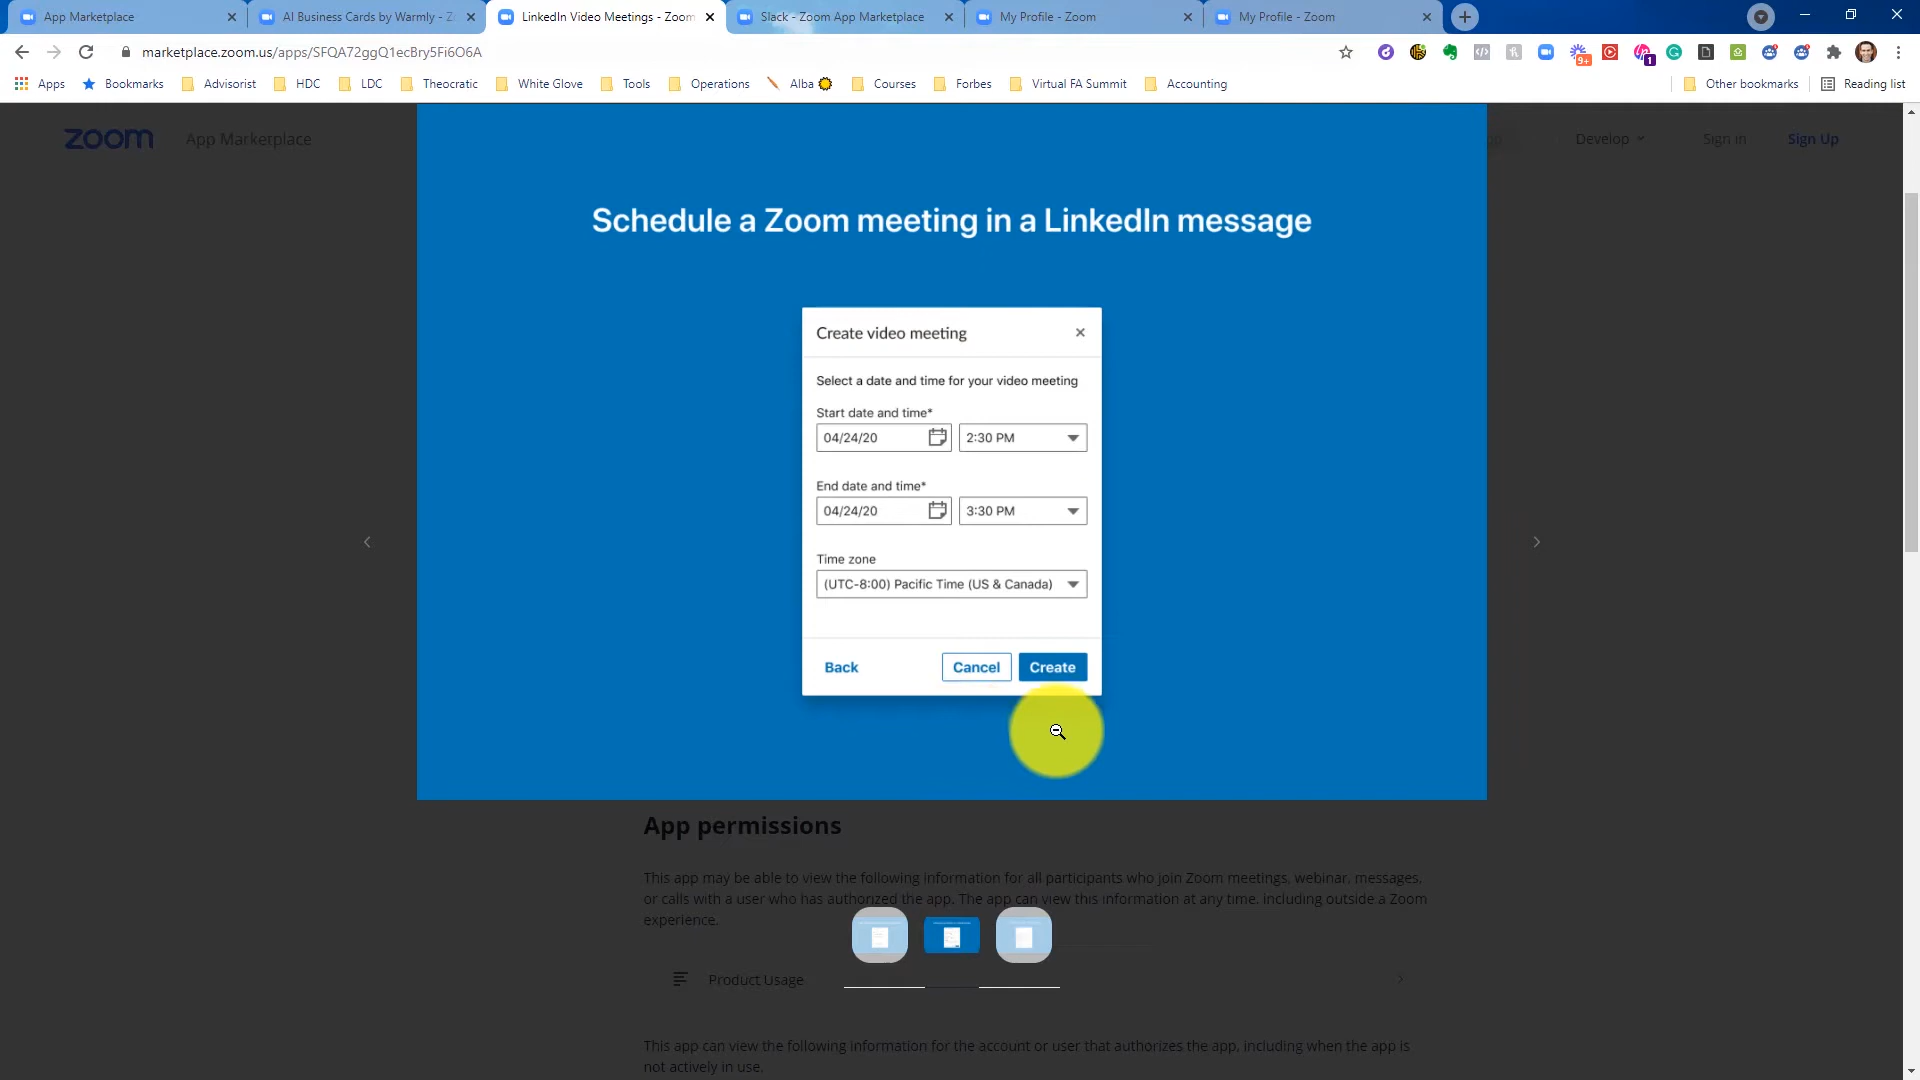 App Marketplace
AI Business Cards by Warmly - Zo
LinkedIn Video Meetings - Zoom
Slack - Zoom App Marketplace
My Profile - Zoom
My Profile - Zoom
marketplace.zoom.us/apps/SFQA72ggQ1ecBry5Fi6O6A
9+
1
Apps
Bookmarks
Advisorist
HDC
LDC
Theocratic
White Glove
Tools
Operations
Alba
Courses
Forbes
Virtual FA Summit
Accounting
Other bookmarks
Reading list
zoom
App Marketplace
Develop
Sign In
Sign Up
Schedule a Zoom meeting in a LinkedIn message
Create video meeting
Select a date and time for your video meeting
Start date and time*
04/24/20
2:30 PM
End date and time*
04/24/20
3:30 PM
Time zone
(UTC-8:00) Pacific Time (US & Canada)
Back
Cancel
Create
App permissions
This app may be able to view the following information for all participants who join Zoom meetings, webinar, messages,
or calls with a user who has authorized the app. The app can view this information at any time, including outside a Zoom
experience.
Product Usage
This app can view the following information for the account or user that authorizes the app, including when the app is
not actively in use.